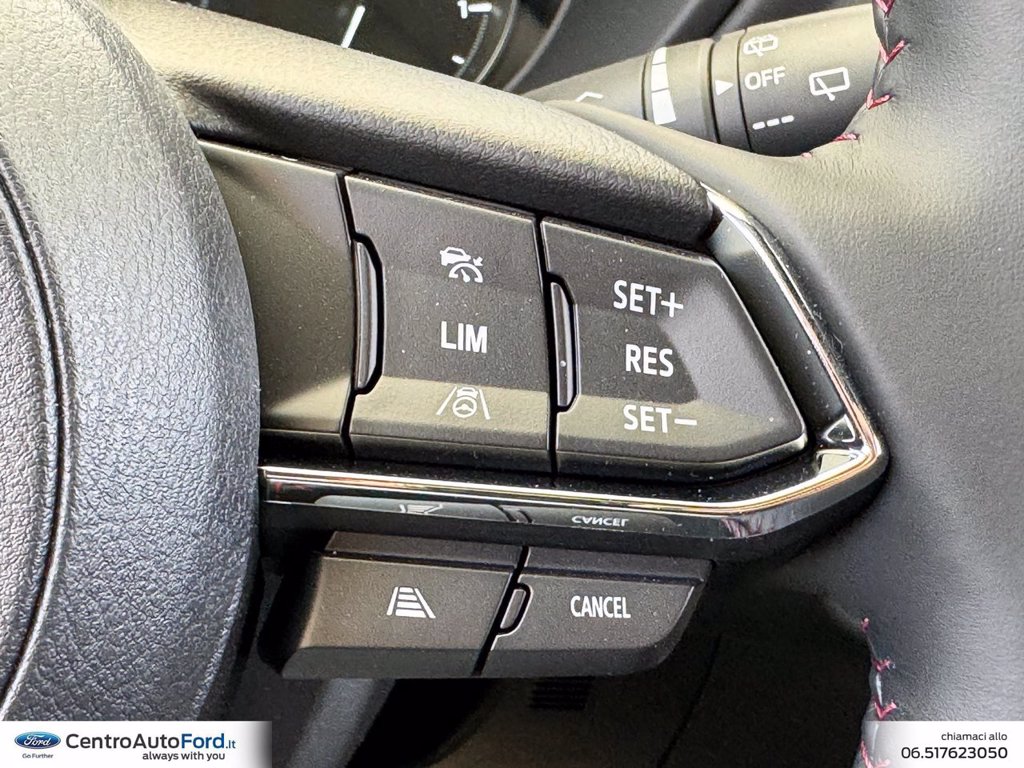 1
OFF
SET+
LIM
RES
SET-
CANCEL
CANCEL
Ford
Go Further
CentroAutoFord.it
always with you
chiamaci allo
06.517623050